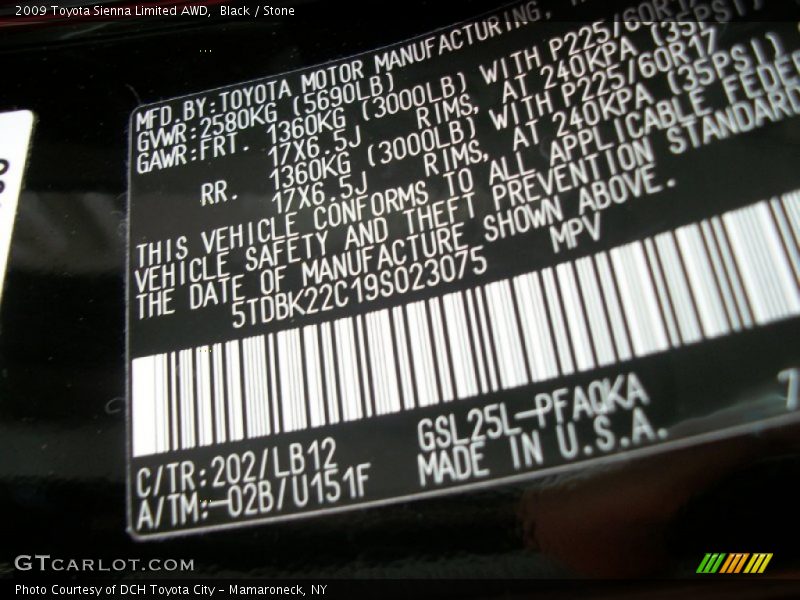 2009 Toyota Sienna Limited AWD,  Black / Stone
MFD.BY:TOYOTA MOTOR MANUFACTURING,
GVWR:2580KG (5690LB)
GAWR:FRT. 1360KG (3000LB) WITH P225/60R17
17X6.5J RIMS, AT 240KPA (35PSI)
RR. 1360KG (3000LB) WITH P225/60R17
17X6.5J RIMS, AT 240KPA (35PSI)
THIS VEHICLE CONFORMS TO ALL APPLICABLE FEDER
VEHICLE SAFETY AND THEFT PREVENTION STANDARD
THE DATE OF MANUFACTURE SHOWN ABOVE.
5TDBK22C19S023075 MPV
C/TR:202/LB12 GSL25L-PFAQKA 7
A/TM:-02B/U151F MADE IN U.S.A.
GTCARLOT.COM
Photo Courtesy of DCH Toyota City - Mamaroneck, NY